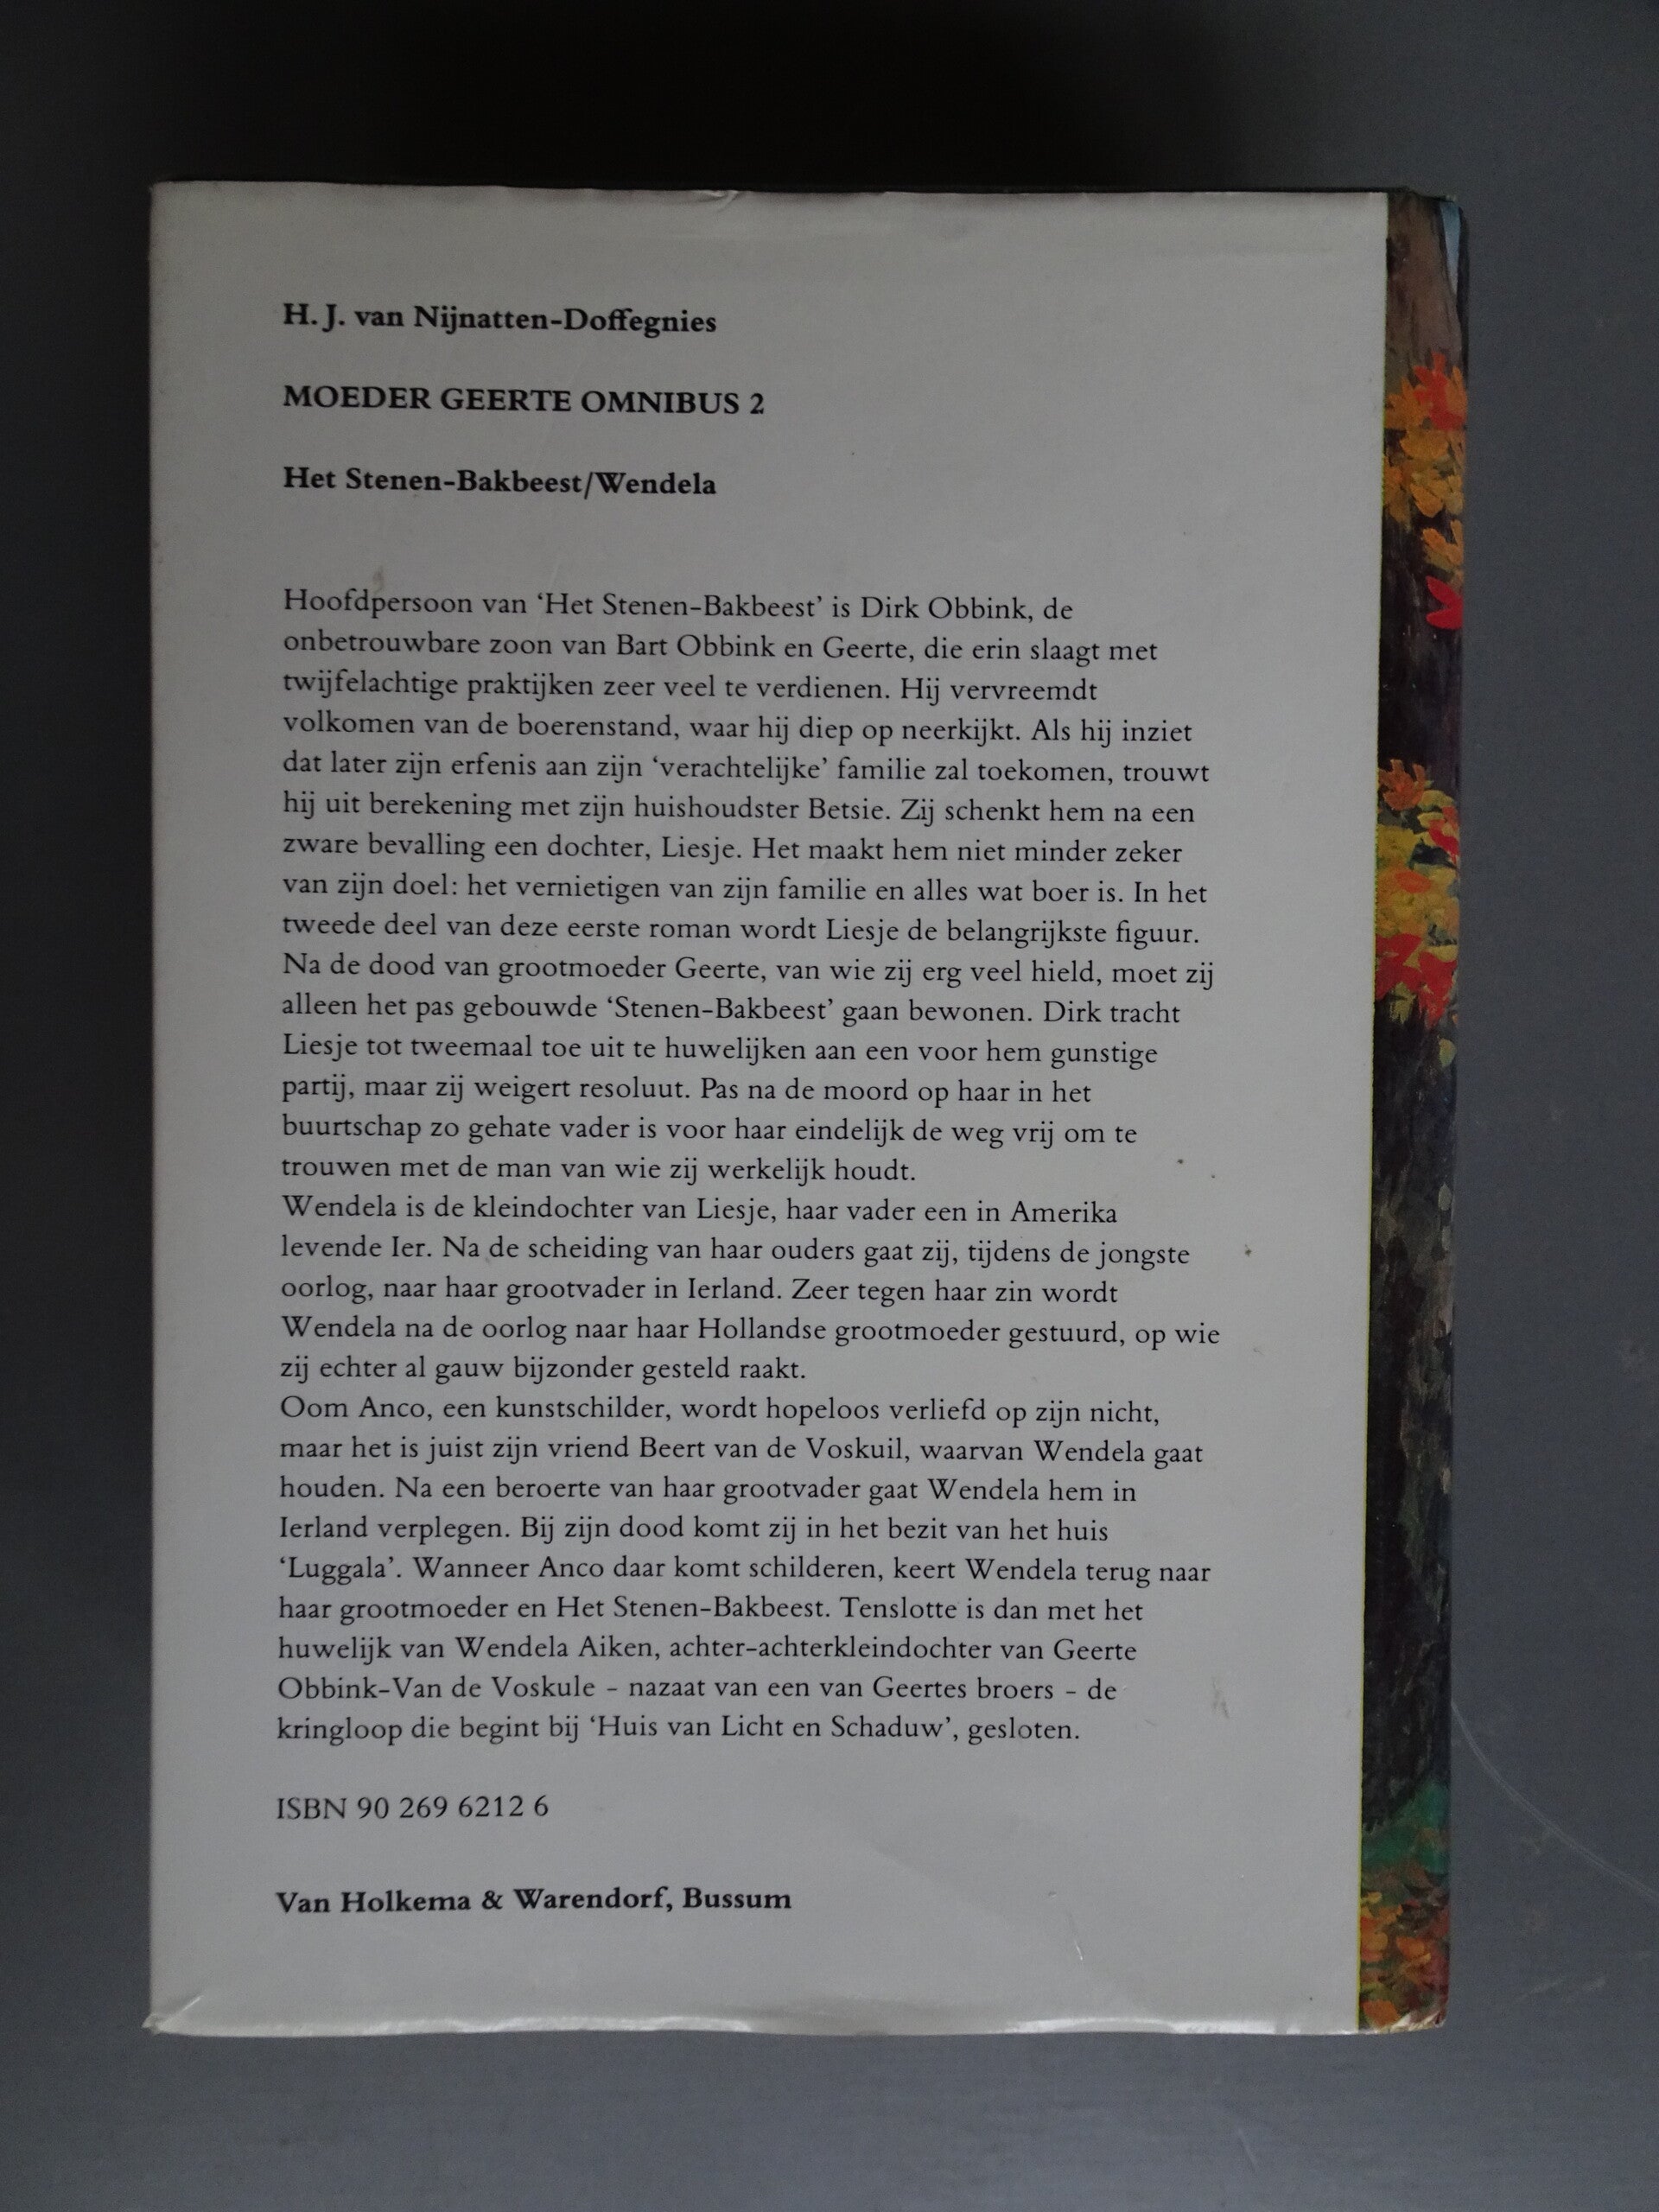 H. J. van Nijnatten-Doffegnies
MOEDER GEERTE OMNIBUS 2
Het Stenen-Bakbeest/Wendela
Hoofdpersoon van ‘Het Stenen-Bakbeest’ is Dirk Obbink, de
onbetrouwbare zoon van Bart Obbink en Geerte, die erin slaagt met
twijfelachtige praktijken zeer veel te verdienen. Hij vervreemdt
volkomen van de boerenstand, waar hij diep op neerkijkt. Als hij inziet
dat later zijn erfenis aan zijn ‘verachtelijke’ familie zal toekomen, trouwt
hij uit berekening met zijn huishoudster Betsie. Zij schenkt hem na een
zware bevalling een dochter, Liesje. Het maakt hem niet minder zeker
van zijn doel: het vernietigen van zijn familie en alles wat boer is. In het
tweede deel van deze eerste roman wordt Liesje de belangrijkste figuur.
Na de dood van grootmoeder Geerte, van wie zij erg veel hield, moet zij
alleen het pas gebouwde ‘Stenen-Bakbeest’ gaan bewonen. Dirk tracht
Liesje tot tweemaal toe uit te huwelijken aan een voor hem gunstige
partij, maar zij weigert resoluut. Pas na de moord op haar in het
buurtschap zo gehate vader is voor haar eindelijk de weg vrij om te
trouwen met de man van wie zij werkelijk houdt.
Wendela is de kleindochter van Liesje, haar vader een in Amerika
levende Ier. Na de scheiding van haar ouders gaat zij, tijdens de jongste
oorlog, naar haar grootvader in Ierland. Zeer tegen haar zin wordt
Wendela na de oorlog naar haar Hollandse grootmoeder gestuurd, op wie
zij echter al gauw bijzonder gesteld raakt.
Oom Anco, een kunstschilder, wordt hopeloos verliefd op zijn nicht,
maar het is juist zijn vriend Beert van de Voskuil, waarvan Wendela gaat
houden. Na een beroerte van haar grootvader gaat Wendela hem in
Ierland verplegen. Bij zijn dood komt zij in het bezit van het huis
‘Luggala’. Wanneer Anco daar komt schilderen, keert Wendela terug naar
haar grootmoeder en Het Stenen-Bakbeest. Tenslotte is dan met het
huwelijk van Wendela Aiken, achter-achterkleindochter van Geerte
Obbink-Van de Voskule – nazaat van een van Geertes broers – de
kringloop die begint bij ‘Huis van Licht en Schaduw’, gesloten.
ISBN 90 269 6212 6
Van Holkema & Warendorf, Bussum